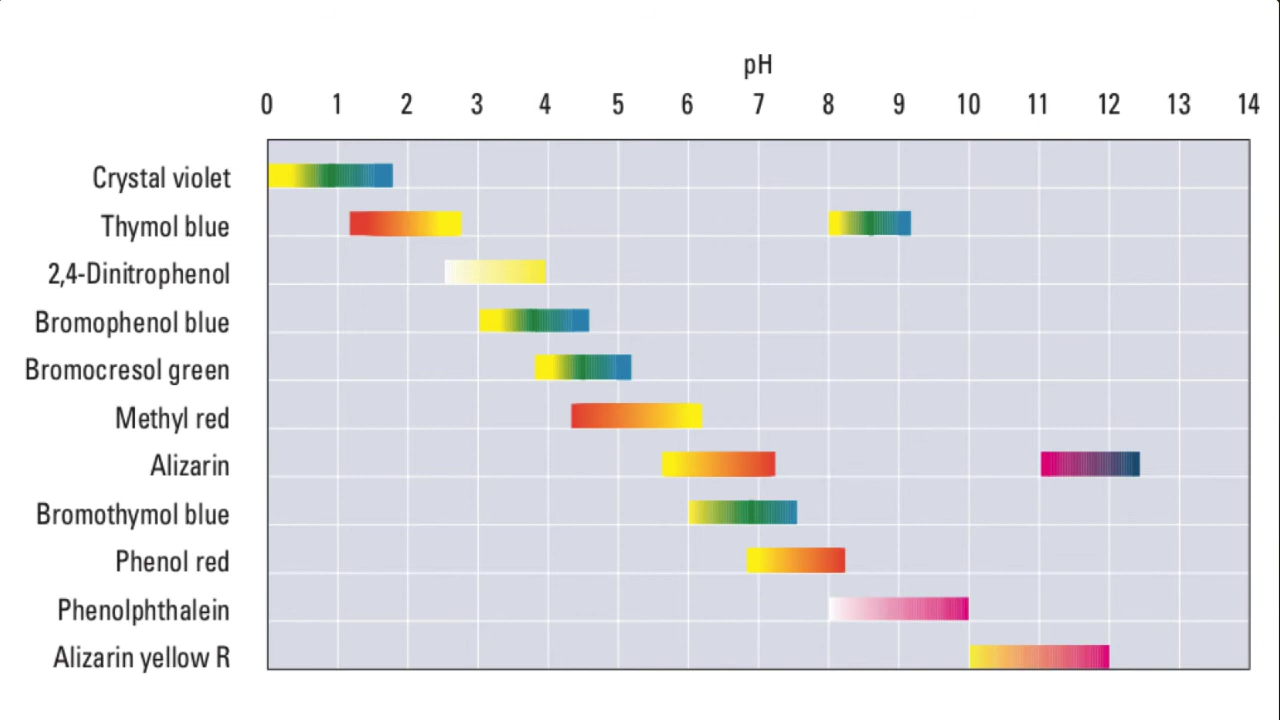 pH
0 1 2 3 4 5 6 7 8 9 10 11 12 13 14
Crystal violet
Thymol blue
2,4-Dinitrophenol
Bromophenol blue
Bromocresol green
Methyl red
Alizarin
Bromothymol blue
Phenol red
Phenolphthalein
Alizarin yellow R